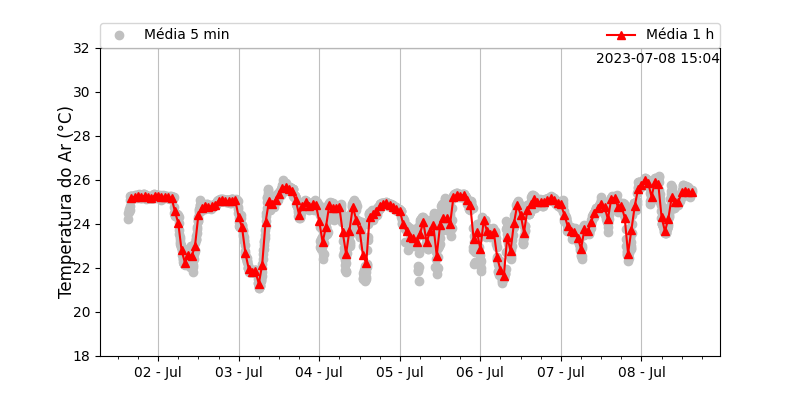 Média 5 min
Média 1 h
2023-07-08 15:04
Temperatura do Ar (°C)
32
30
28
26
24
22
20
18
02 - Jul
03 - Jul
04 - Jul
05 - Jul
06 - Jul
07 - Jul
08 - Jul